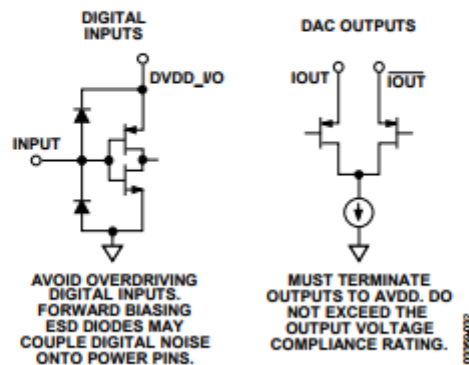 DIGITAL
INPUTS
DVDD_I/O
INPUT
AVOID OVERDRIVING
DIGITAL INPUTS.
FORWARD BIASING
ESD DIODES MAY
COUPLE DIGITAL NOISE
ONTO POWER PINS.
DAC OUTPUTS
IOUT
IOUT
MUST TERMINATE
OUTPUTS TO AVDD. DO
NOT EXCEED THE
OUTPUT VOLTAGE
COMPLIANCE RATING.